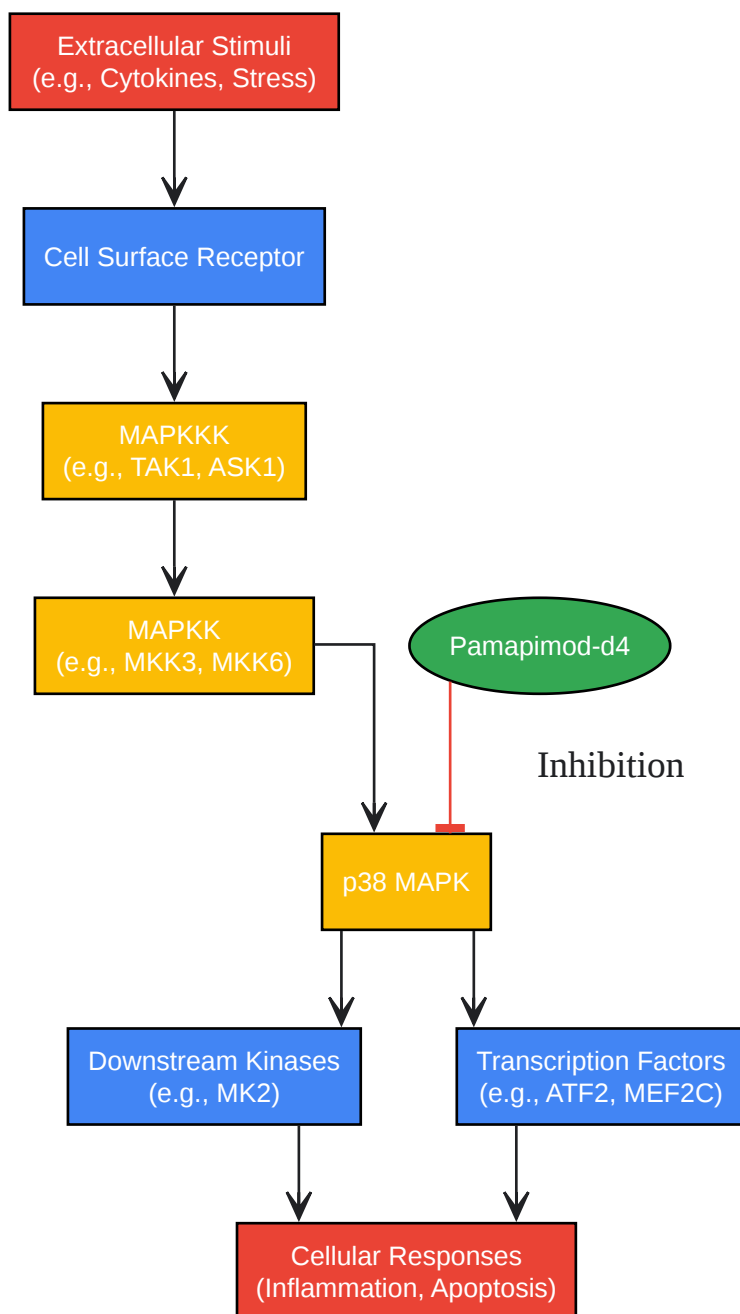 Extracellular Stimuli
(e.g., Cytokines, Stress)
Cell Surface Receptor
MAPKKK
(e.g., TAK1, ASK1)
MAPKK
(e.g., MKK3, MKK6)
Pamapimod-d4
Inhibition
p38 MAPK
Downstream Kinases
(e.g., MK2)
Transcription Factors
(e.g., ATF2, MEF2C)
Cellular Responses
(Inflammation, Apoptosis)